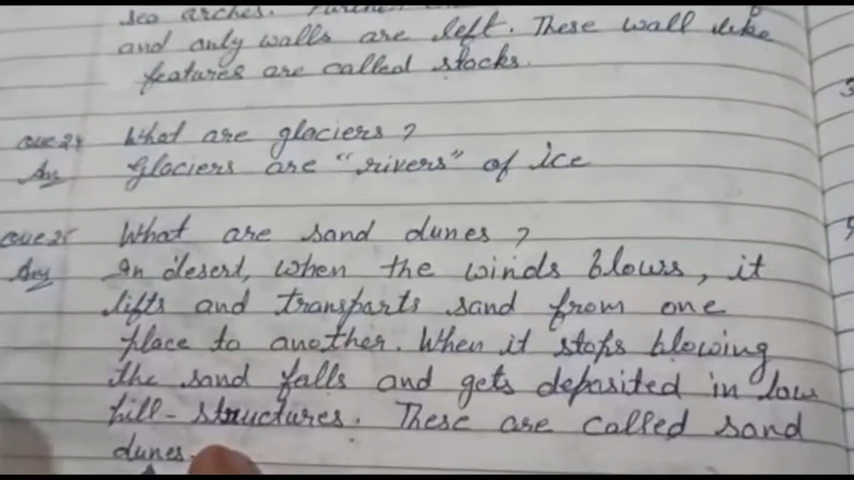 sea arches.
and only walls are left. These wall like
features are called stacks.
Que 24 What are glaciers ?
Ans Glaciers are "rivers" of ice
Que 25 What are sand dunes ?
Ans In desert, when the winds blows, it
lifts and transparts sand from one
place to another. When it stops blowing
the sand falls and gets deposited in low
hill-structures. These are called sand
dunes.